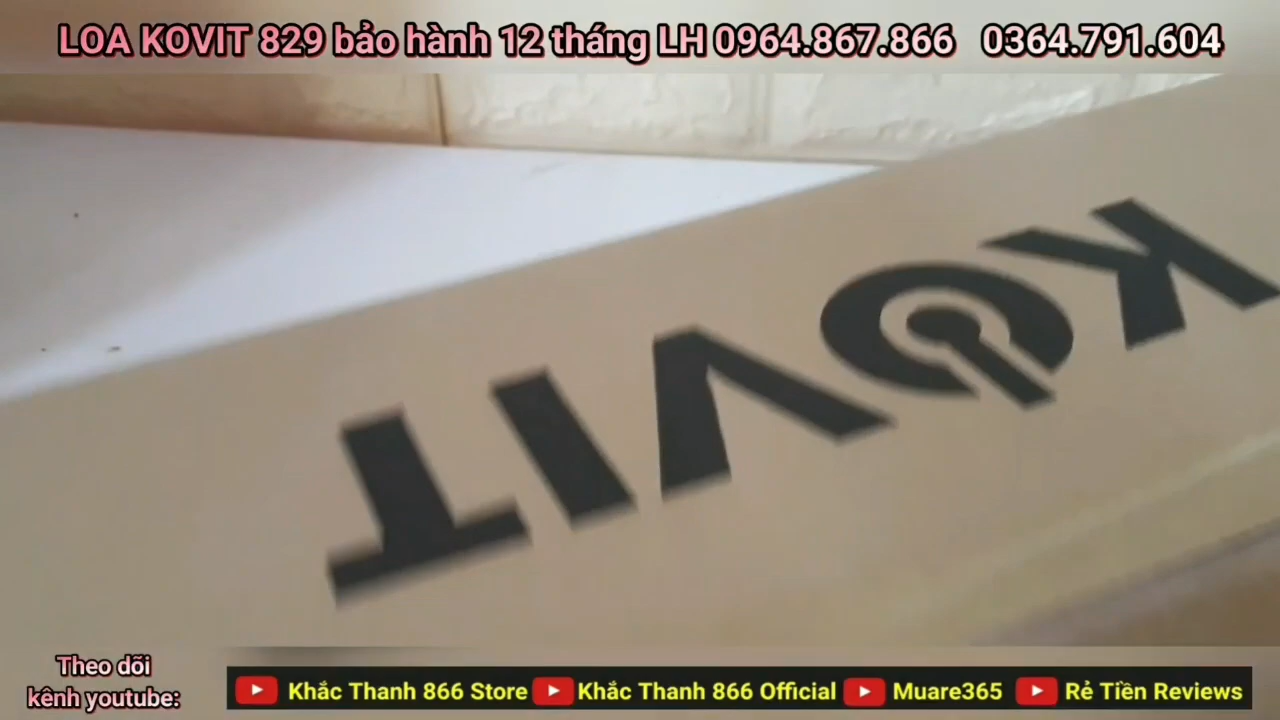 LOA KOVIT 829 bảo hành 12 tháng LH 0964.867.866 0364.791.604
KOVIT
Theo dõi
kênh youtube:
Khắc Thanh 866 Store Khắc Thanh 866 Official Muare365 Rẻ Tiền Reviews